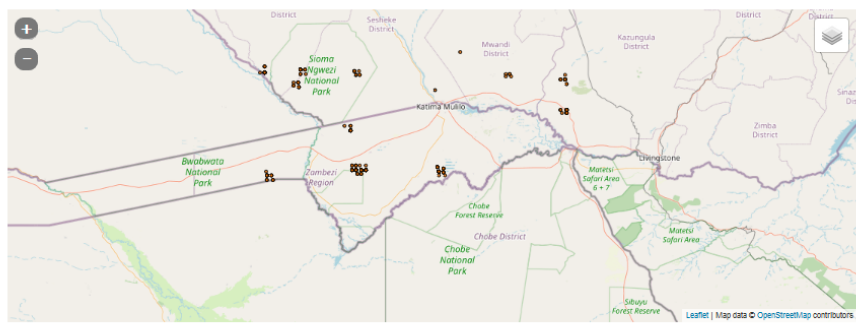 +
−
District
Sesheke
District
District
District
Kazungula
District
Mwandi
District
Sioma
Ngwezi
National
Park
Sinaz
Dis
Katima Mulilo
Zimba
District
Bwabwata
National
Park
Zambezi
Region
Livingstone
Matetsi
Safari Area
6 + 7
Chobe
Forest Reserve
Chobe District
Matetsi
Safari Area
Chobe
National
Park
Sibuyu
Forest Reserve
Leaflet | Map data © OpenStreetMap contributors